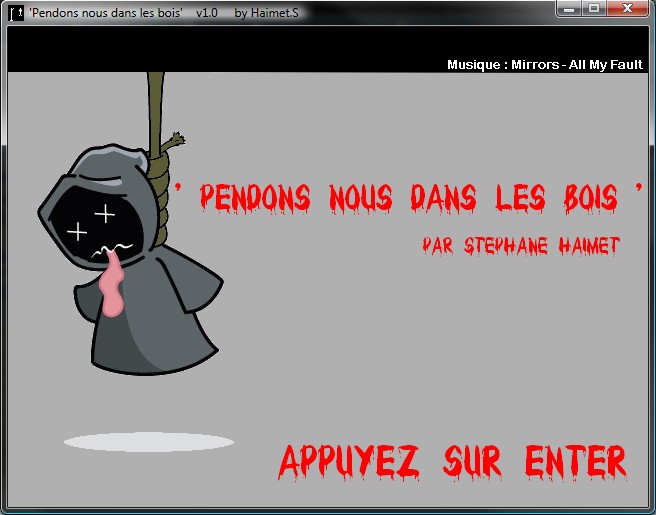 'Pendons nous dans les bois' v1.0 by Haimet.S
Musique : Mirrors - All My Fault
' PENDONS NOUS DANS LES BOIS '
PAR STEPHANE HAIMET
APPUYEZ SUR ENTER